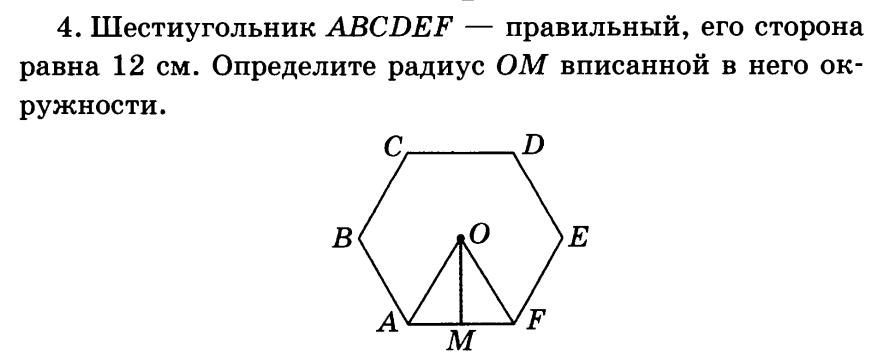 4. Шестиугольник ABCDEF — правильный, его сторона
равна 12 см. Определите радиус OM вписанной в него ок-
ружности.
C D
B O E
A F
M